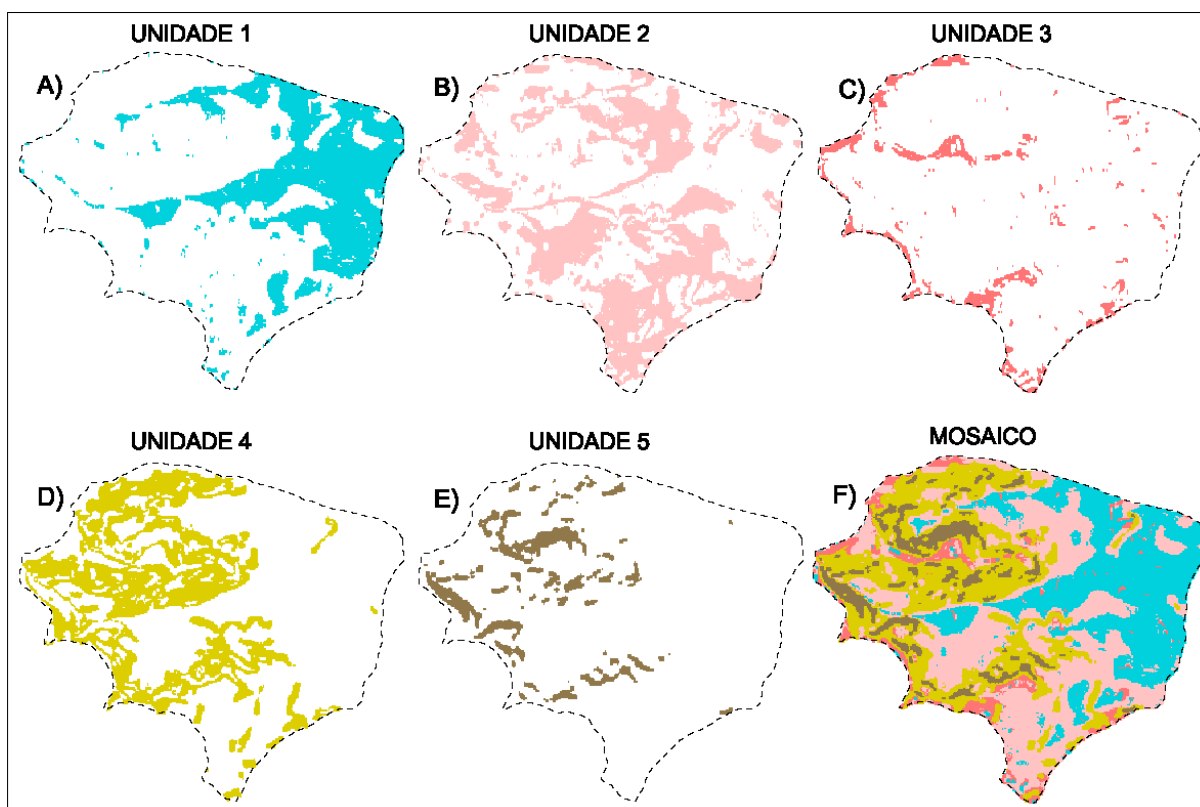 UNIDADE 1
UNIDADE 2
UNIDADE 3
A)
B)
C)
UNIDADE 4
UNIDADE 5
MOSAICO
D)
E)
F)